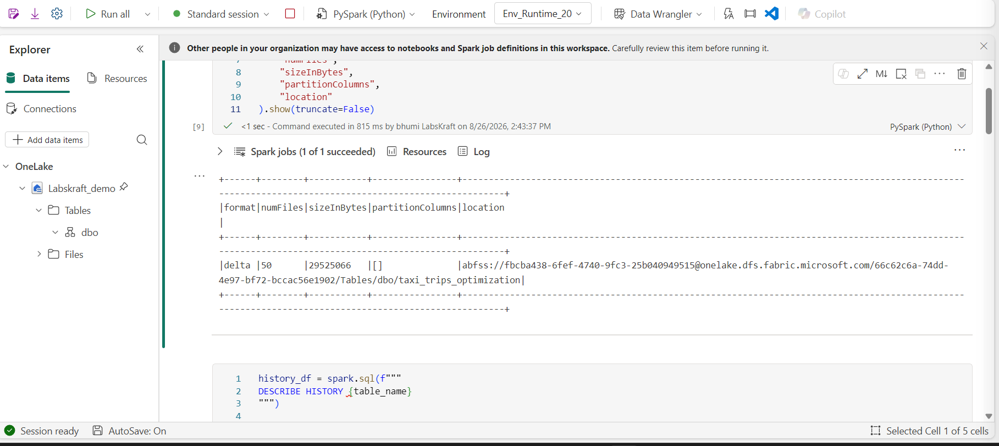 Run all
Standard session
PySpark (Python)
Environment
Env_Runtime_20
Data Wrangler
Copilot
Explorer
Data items
Resources
Connections
Add data items
OneLake
Labskraft_demo
Tables
dbo
Files
Other people in your organization may have access to notebooks and Spark job definitions in this workspace. Carefully review this item before running it.
7 "numFiles",
8 "sizeInBytes",
9 "partitionColumns",
10 "location"
11 ).show(truncate=False)
M↓
[9] <1 sec - Command executed in 815 ms by bhumi LabsKraft on 8/26/2026, 2:43:37 PM
PySpark (Python)
Spark jobs (1 of 1 succeeded) Resources Log
+------+--------+-----------+----------------+-----------------------------------------------------------------------------------------------
------------------------------------------------------+
|format|numFiles|sizeInBytes|partitionColumns|location
|
+------+--------+-----------+----------------+-----------------------------------------------------------------------------------------------
------------------------------------------------------+
|delta |50 |29525066 |[] |abfss://fbcba438-6fef-4740-9fc3-25b040949515@onelake.dfs.fabric.microsoft.com/66c62c6a-74dd-
4e97-bf72-bccac56e1902/Tables/dbo/taxi_trips_optimization|
+------+--------+-----------+----------------+-----------------------------------------------------------------------------------------------
------------------------------------------------------+
1 history_df = spark.sql(f"""
2 DESCRIBE HISTORY {table_name}
3 """)
4
Session ready
AutoSave: On
Selected Cell 1 of 5 cells